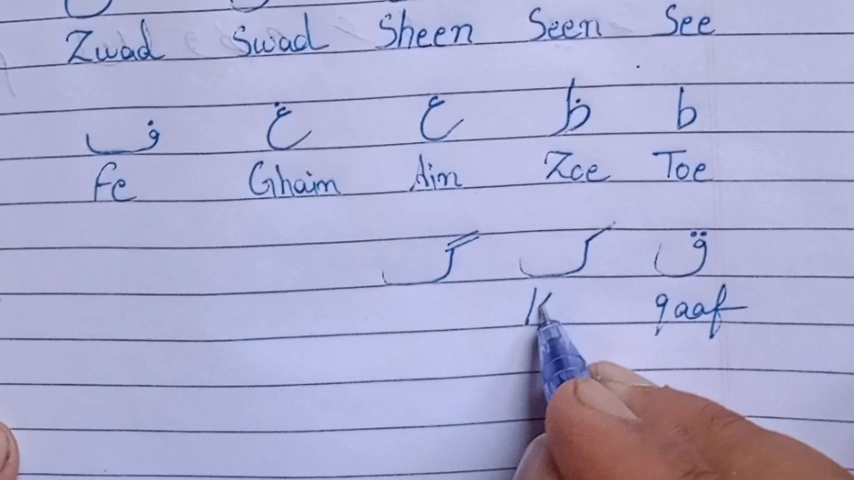 Zwad Swad Sheen Seen See
ف غ ع ظ ط
Fe Ghain Ain Zoe Toe
گ ک ق
K qaaf